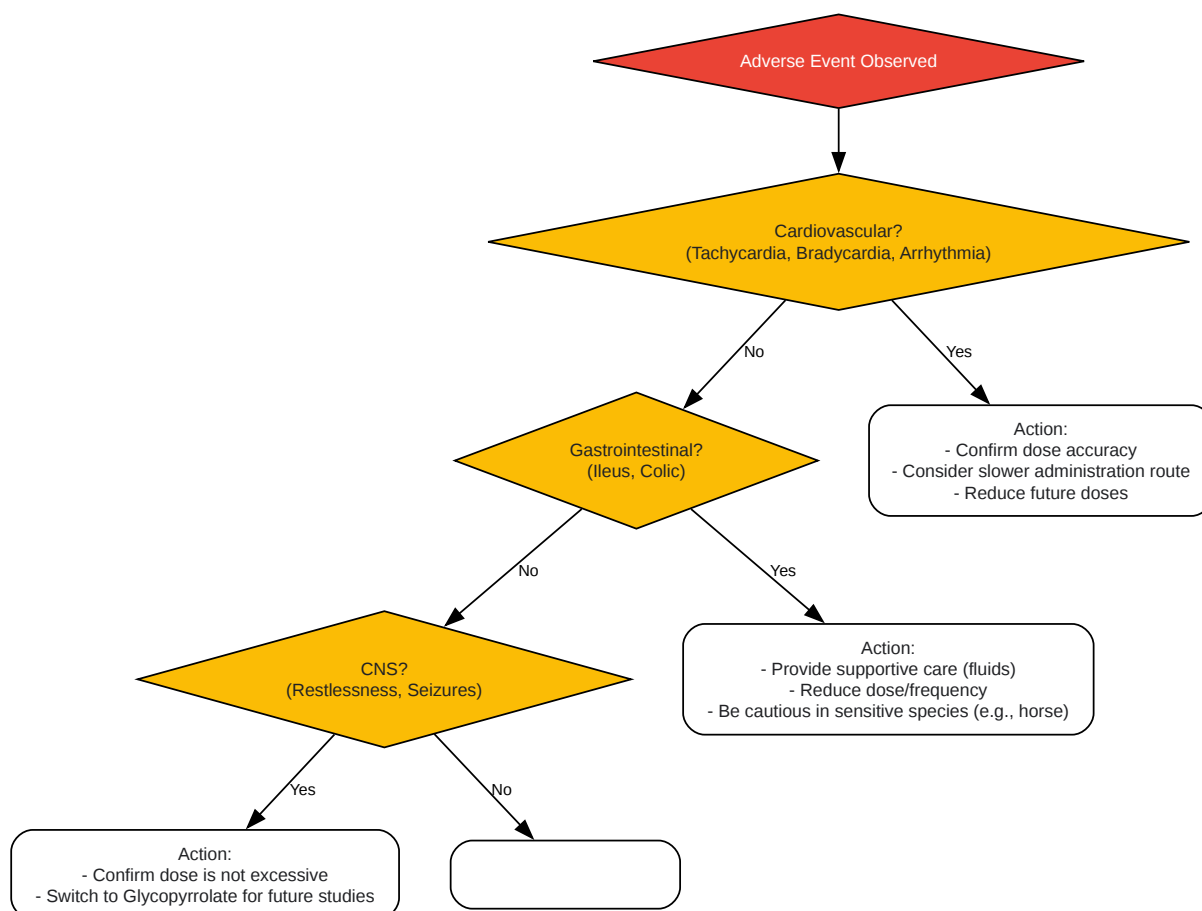 Adverse Event Observed
Cardiovascular?
(Tachycardia, Bradycardia, Arrhythmia)
No
Yes
Gastrointestinal?
(Ileus, Colic)
Action:
- Confirm dose accuracy
- Consider slower administration route
- Reduce future doses
No
Yes
CNS?
(Restlessness, Seizures)
Action:
- Provide supportive care (fluids)
- Reduce dose/frequency
- Be cautious in sensitive species (e.g., horse)
Yes
No
Action:
- Confirm dose is not excessive
- Switch to Glycopyrrolate for future studies